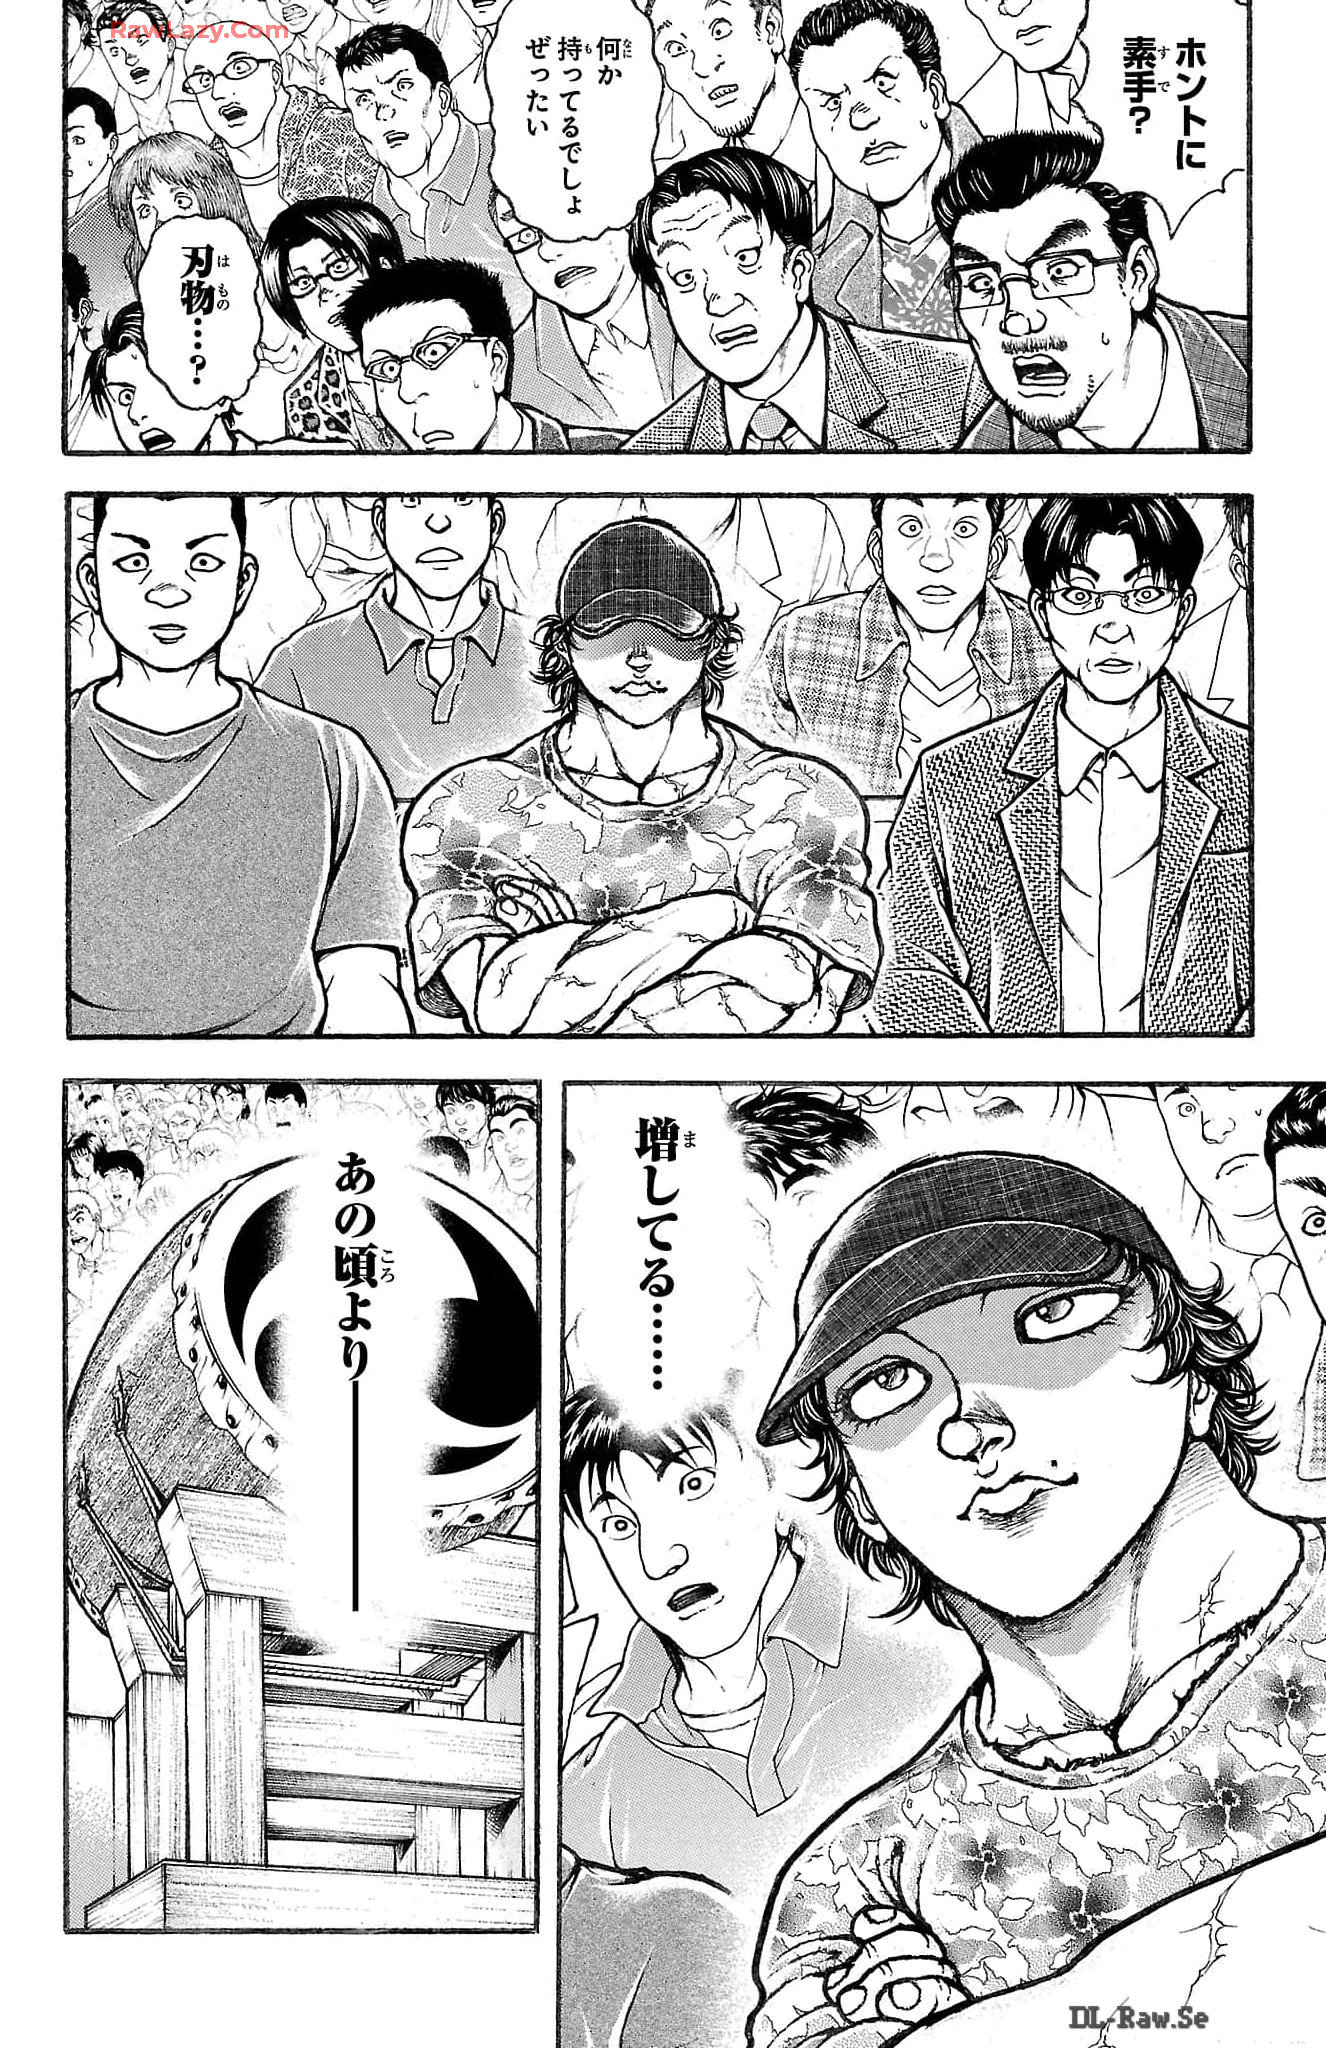 RawLazy.Com
ホントに
素手？
何か
持ってるでしょ
ぜったい
刃物…？
増してる……
あの頃より――
DL-Raw.Se